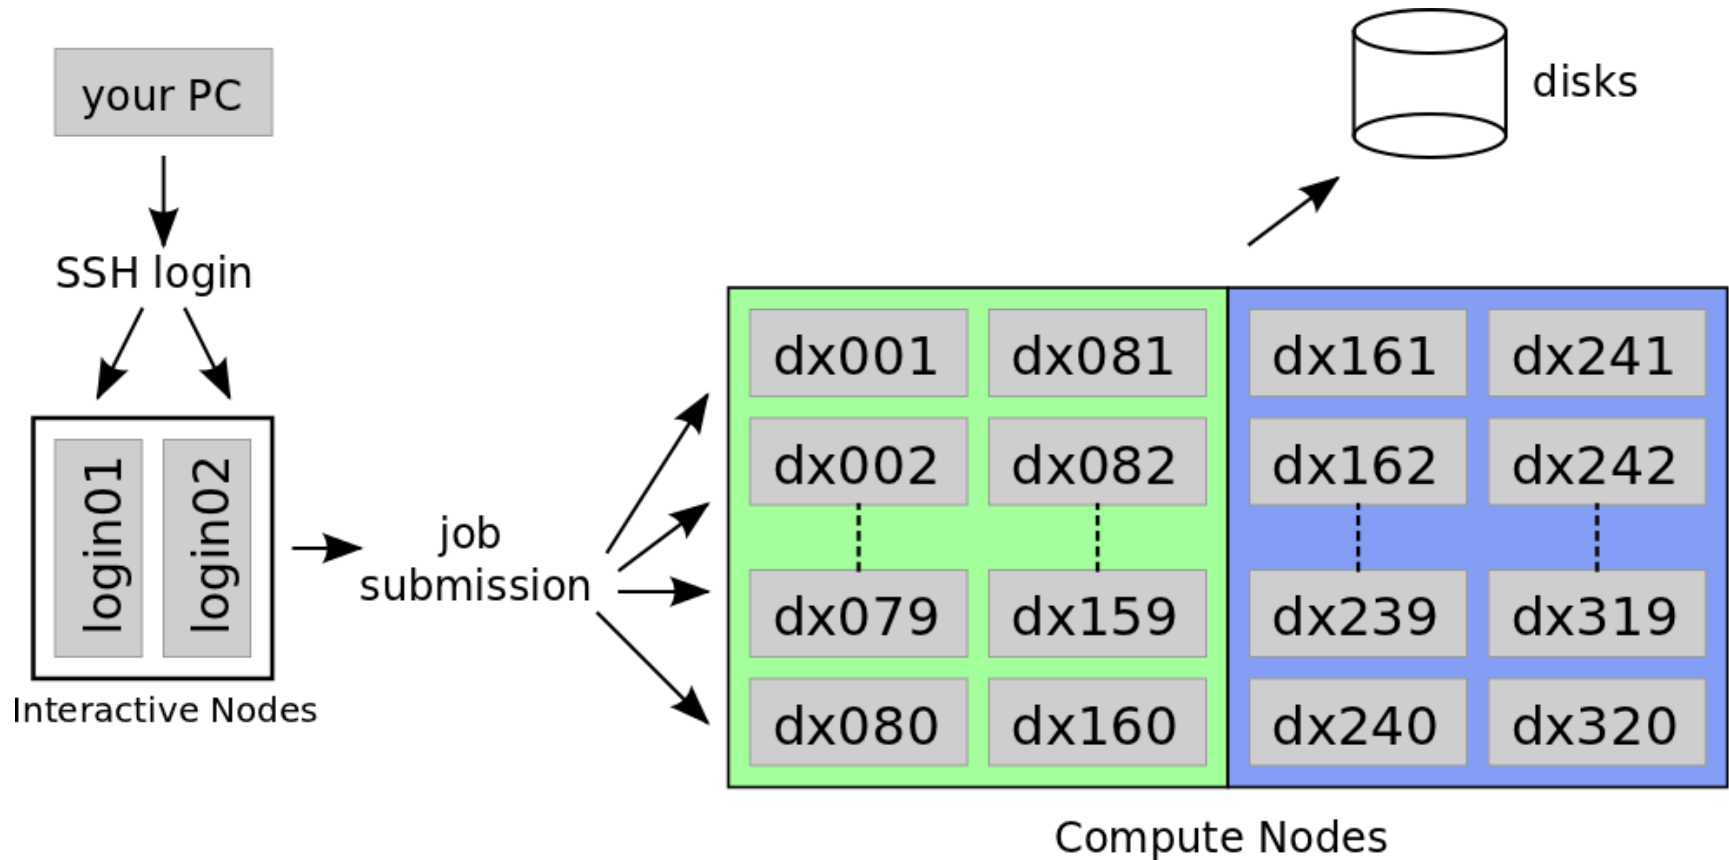 your PC
disks
SSH login
login01
login02
Interactive Nodes
job
submission
dx001 dx081 dx161 dx241
dx002 dx082 dx162 dx242
dx079 dx159 dx239 dx319
dx080 dx160 dx240 dx320
Compute Nodes